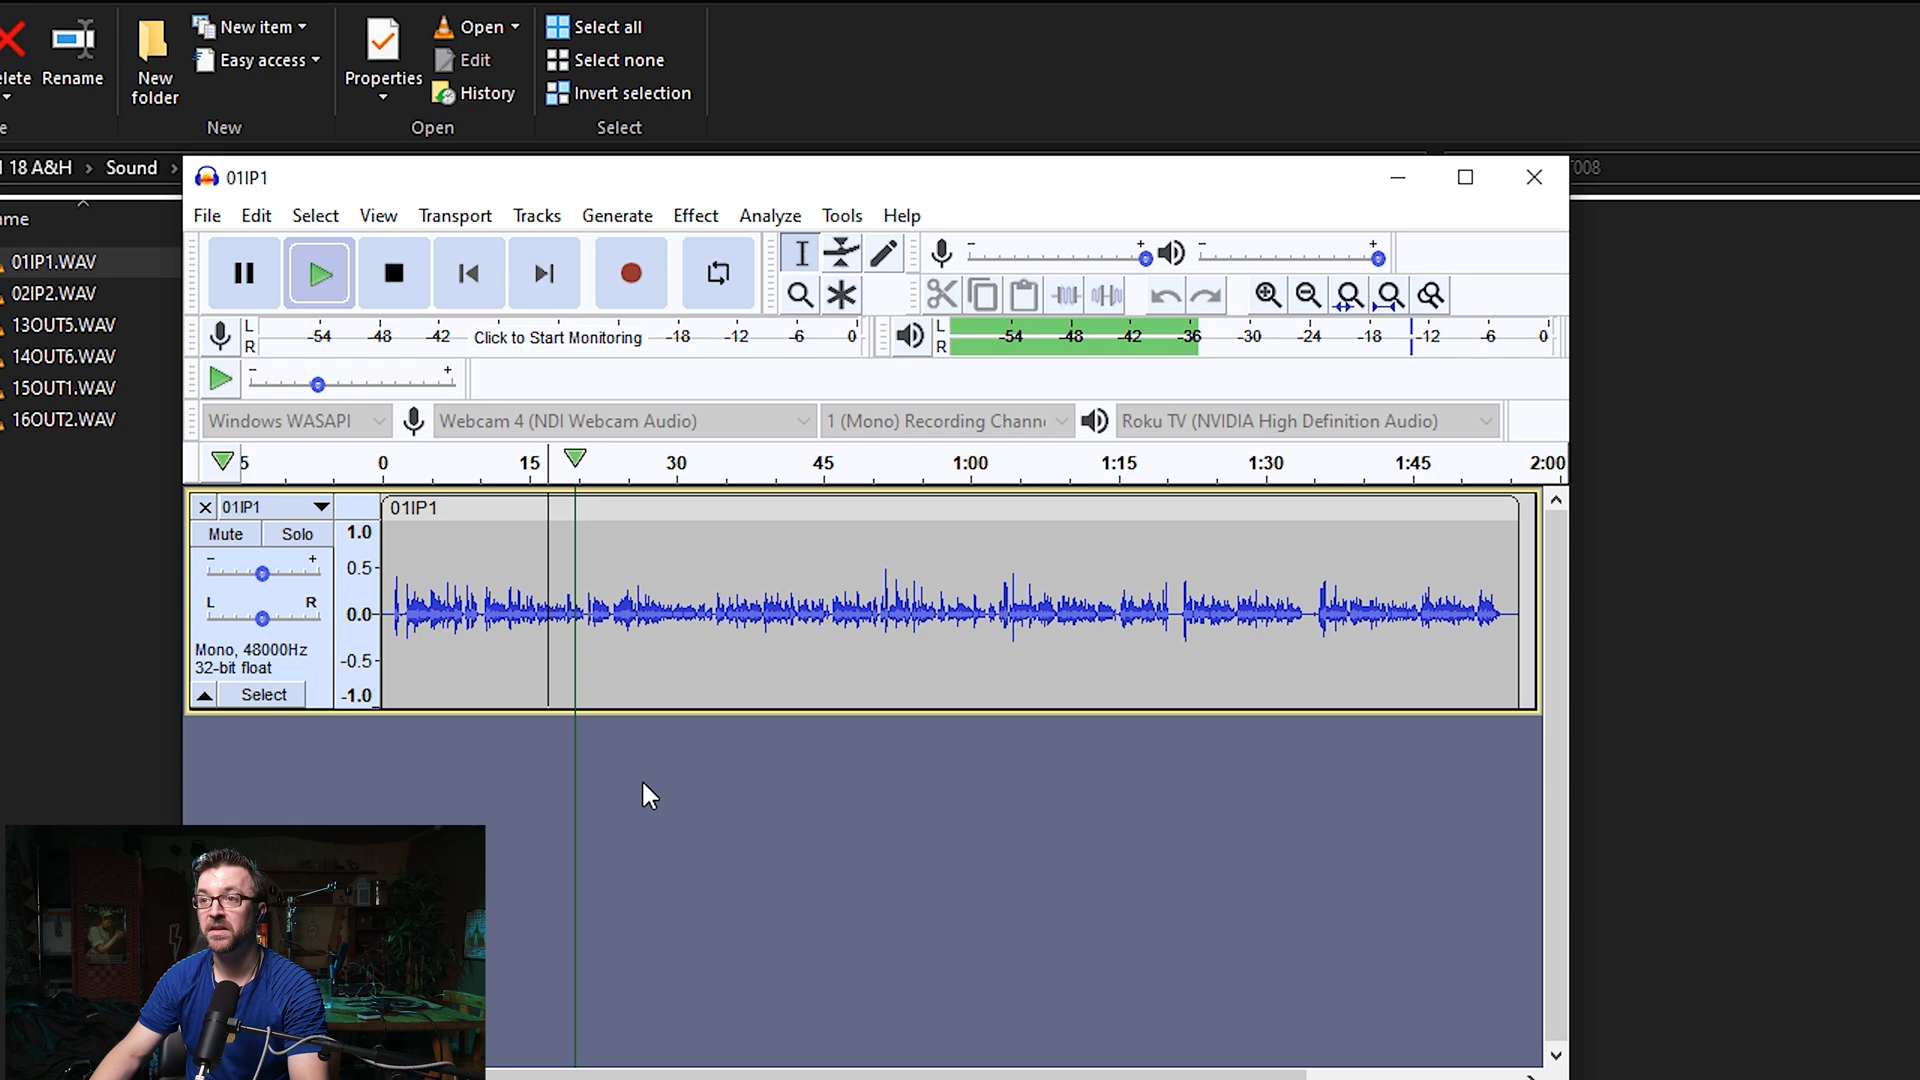 elete
Rename
New folder
New item
Easy access
New
Properties
Open
Edit
History
Open
Select all
Select none
Invert selection
Select
18 A&H > Sound >
T008
ame
01IP1.WAV
02IP2.WAV
13OUT5.WAV
14OUT6.WAV
15OUT1.WAV
16OUT2.WAV
01IP1
File Edit Select View Transport Tracks Generate Effect Analyze Tools Help
L -54 -48 -42 Click to Start Monitoring -18 -12 -6 0
R
L -54 -48 -42 -36 -30 -24 -18 -12 -6 0
R
Windows WASAPI
Webcam 4 (NDI Webcam Audio)
1 (Mono) Recording Chann
Roku TV (NVIDIA High Definition Audio)
5 0 15 30 45 1:00 1:15 1:30 1:45 2:00
01IP1
Mute Solo
L R
Mono, 48000Hz
32-bit float
Select
1.0
0.5
0.0
-0.5
-1.0
01IP1